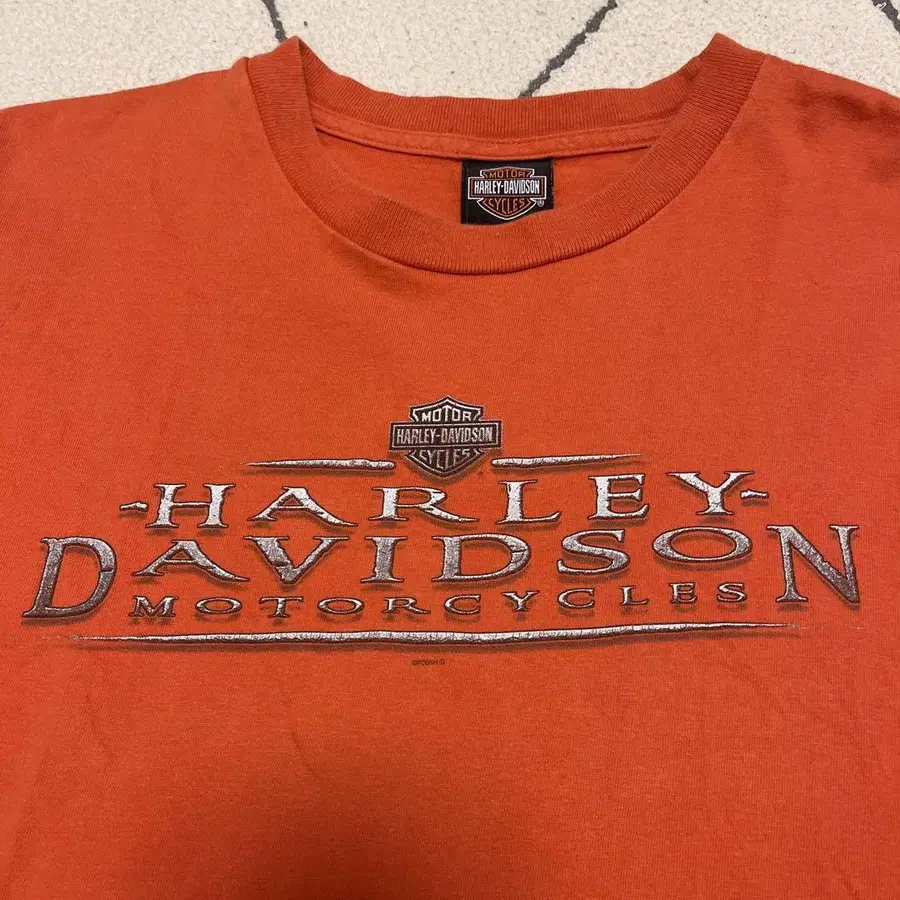 MOTOR
HARLEY-DAVIDSON
CYCLES
®
MOTOR
HARLEY-DAVIDSON
CYCLES
-HARLEY-
DAVIDSON
MOTORCYCLES